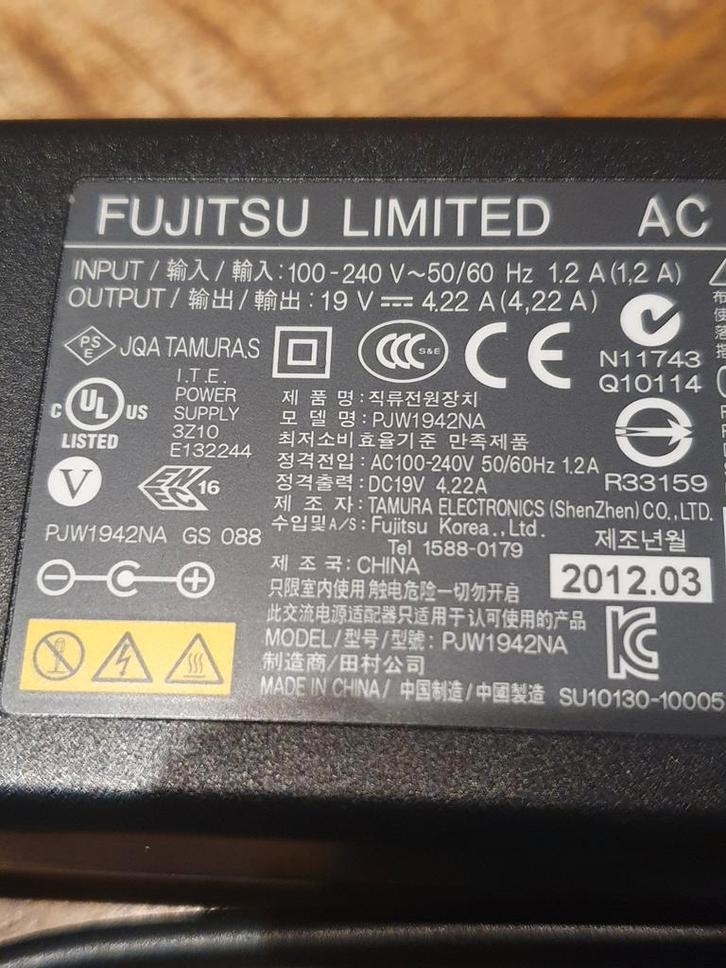 FUJITSU LIMITED AC
INPUT / 输入 / 輸入 : 100-240 V~50/60 Hz 1.2 A (1,2 A)
OUTPUT / 输出 / 輸出 : 19 V ⎓ 4.22 A (4,22 A)
PS E JQA TAMURA.S
CCC S&E
CE
N11743
Q10114
I.T.E.
POWER
SUPPLY
3Z10
E132244
C UL US
LISTED
제 품 명 : 직류전원장치
모 델 명 : PJW1942NA
최저소비효율기준 만족제품
정격전입 : AC100-240V 50/60Hz 1.2A
정격출력 : DC19V 4.22A
R33159
제 조 자 : TAMURA ELECTRONICS (ShenZhen) CO.,LTD.
수입및A/S : Fujitsu Korea., Ltd.
Tel 1588-0179
제조년월
2012.03
V
ENEC 16
PJW1942NA GS 088
제 조 국 : CHINA
只限室内使用 触电危险一切勿开启
此交流电源适配器只适用于认可使用的产品
MODEL / 型号 / 型號 : PJW1942NA
制造商/田村公司
MADE IN CHINA / 中国制造 / 中國製造 SU10130-10005